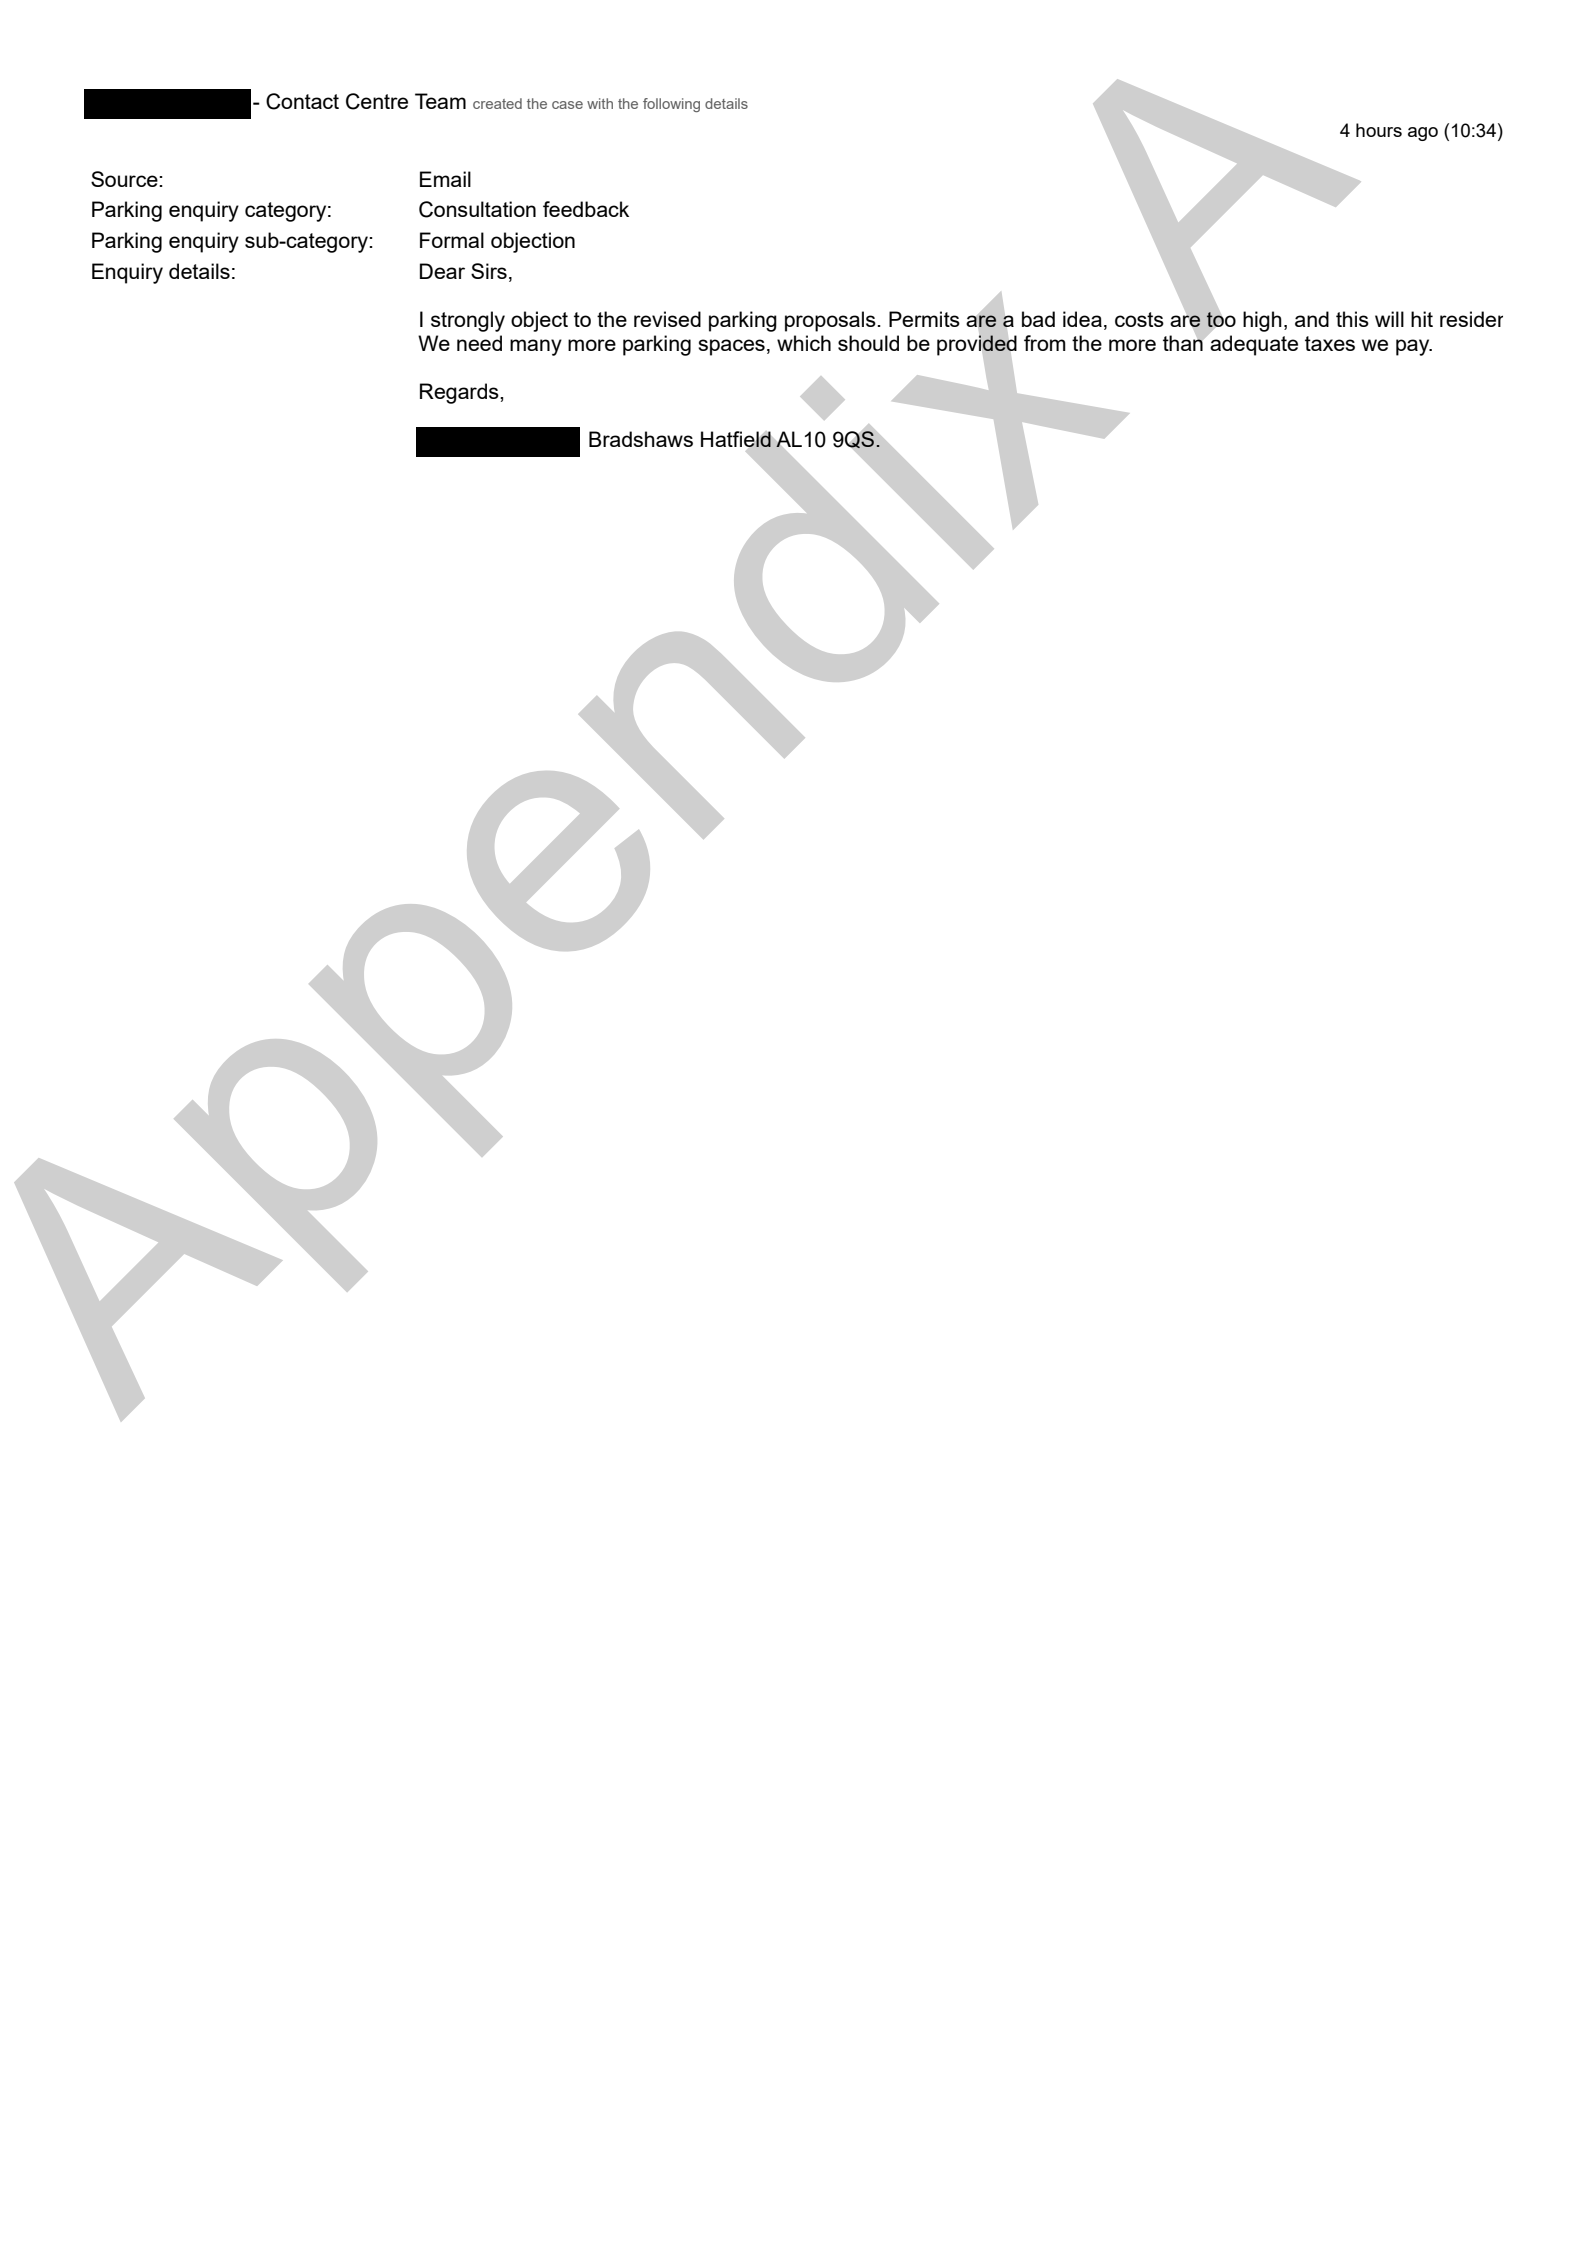 - Contact Centre Team created the case with the following details
4 hours ago (10:34)
Source: Email
Parking enquiry category: Consultation feedback
Parking enquiry sub-category: Formal objection
Enquiry details: Dear Sirs,
I strongly object to the revised parking proposals. Permits are a bad idea, costs are too high, and this will hit
We need many more parking spaces, which should be provided from the more than adequate taxes we pay.
Regards,
Bradshaws Hatfield AL10 9QS.
Appendix A